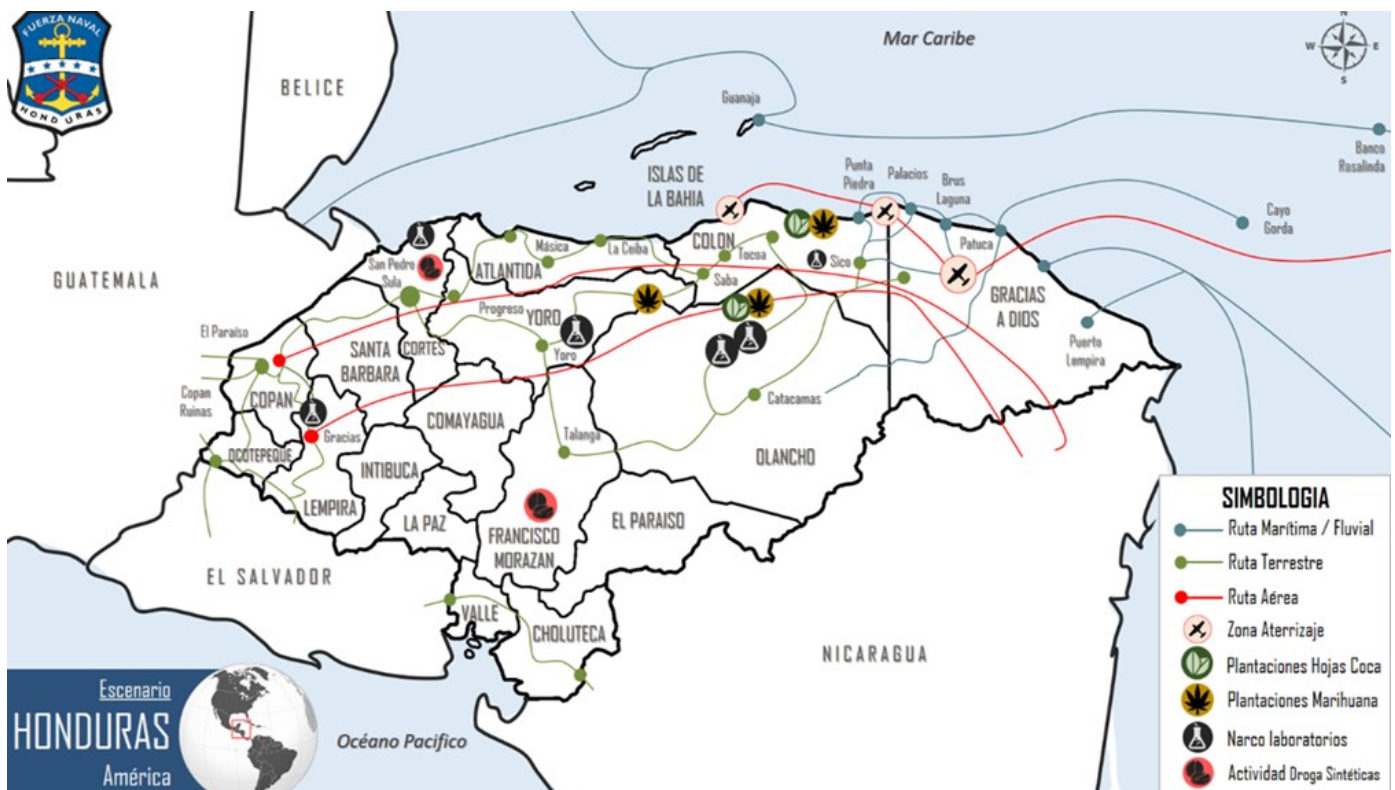 FUERZA NAVAL
HONDURAS
BELICE
Mar Caribe
N
W
E
S
Guanaja
Banco
Rosalinda
ISLAS DE
LA BAHIA
Punta
Piedra
Palacios
Brus
Laguna
Cayo
Gorda
GUATEMALA
San Pedro
Sula
ATLANTIDA
Másica
La Ceiba
COLON
Tocoa
Saba
Sico
Patuca
GRACIAS
A DIOS
Puerto
Lempira
El Paraíso
Progreso
YORO
Yoro
CORTES
SANTA
BARBARA
Copan
Ruinas
COPAN
Gracias
OCOTEPEQUE
COMAYAGUA
INTIBUCA
LEMPIRA
LA PAZ
Talanga
Catacamas
OLANCHO
FRANCISCO
MORAZAN
EL PARAISO
EL SALVADOR
VALLE
CHOLUTECA
NICARAGUA
Océano Pacifico
Escenario
HONDURAS
América
SIMBOLOGIA
Ruta Marítima / Fluvial
Ruta Terrestre
Ruta Aérea
Zona Aterrizaje
Plantaciones Hojas Coca
Plantaciones Marihuana
Narco laboratorios
Actividad Droga Sintéticas